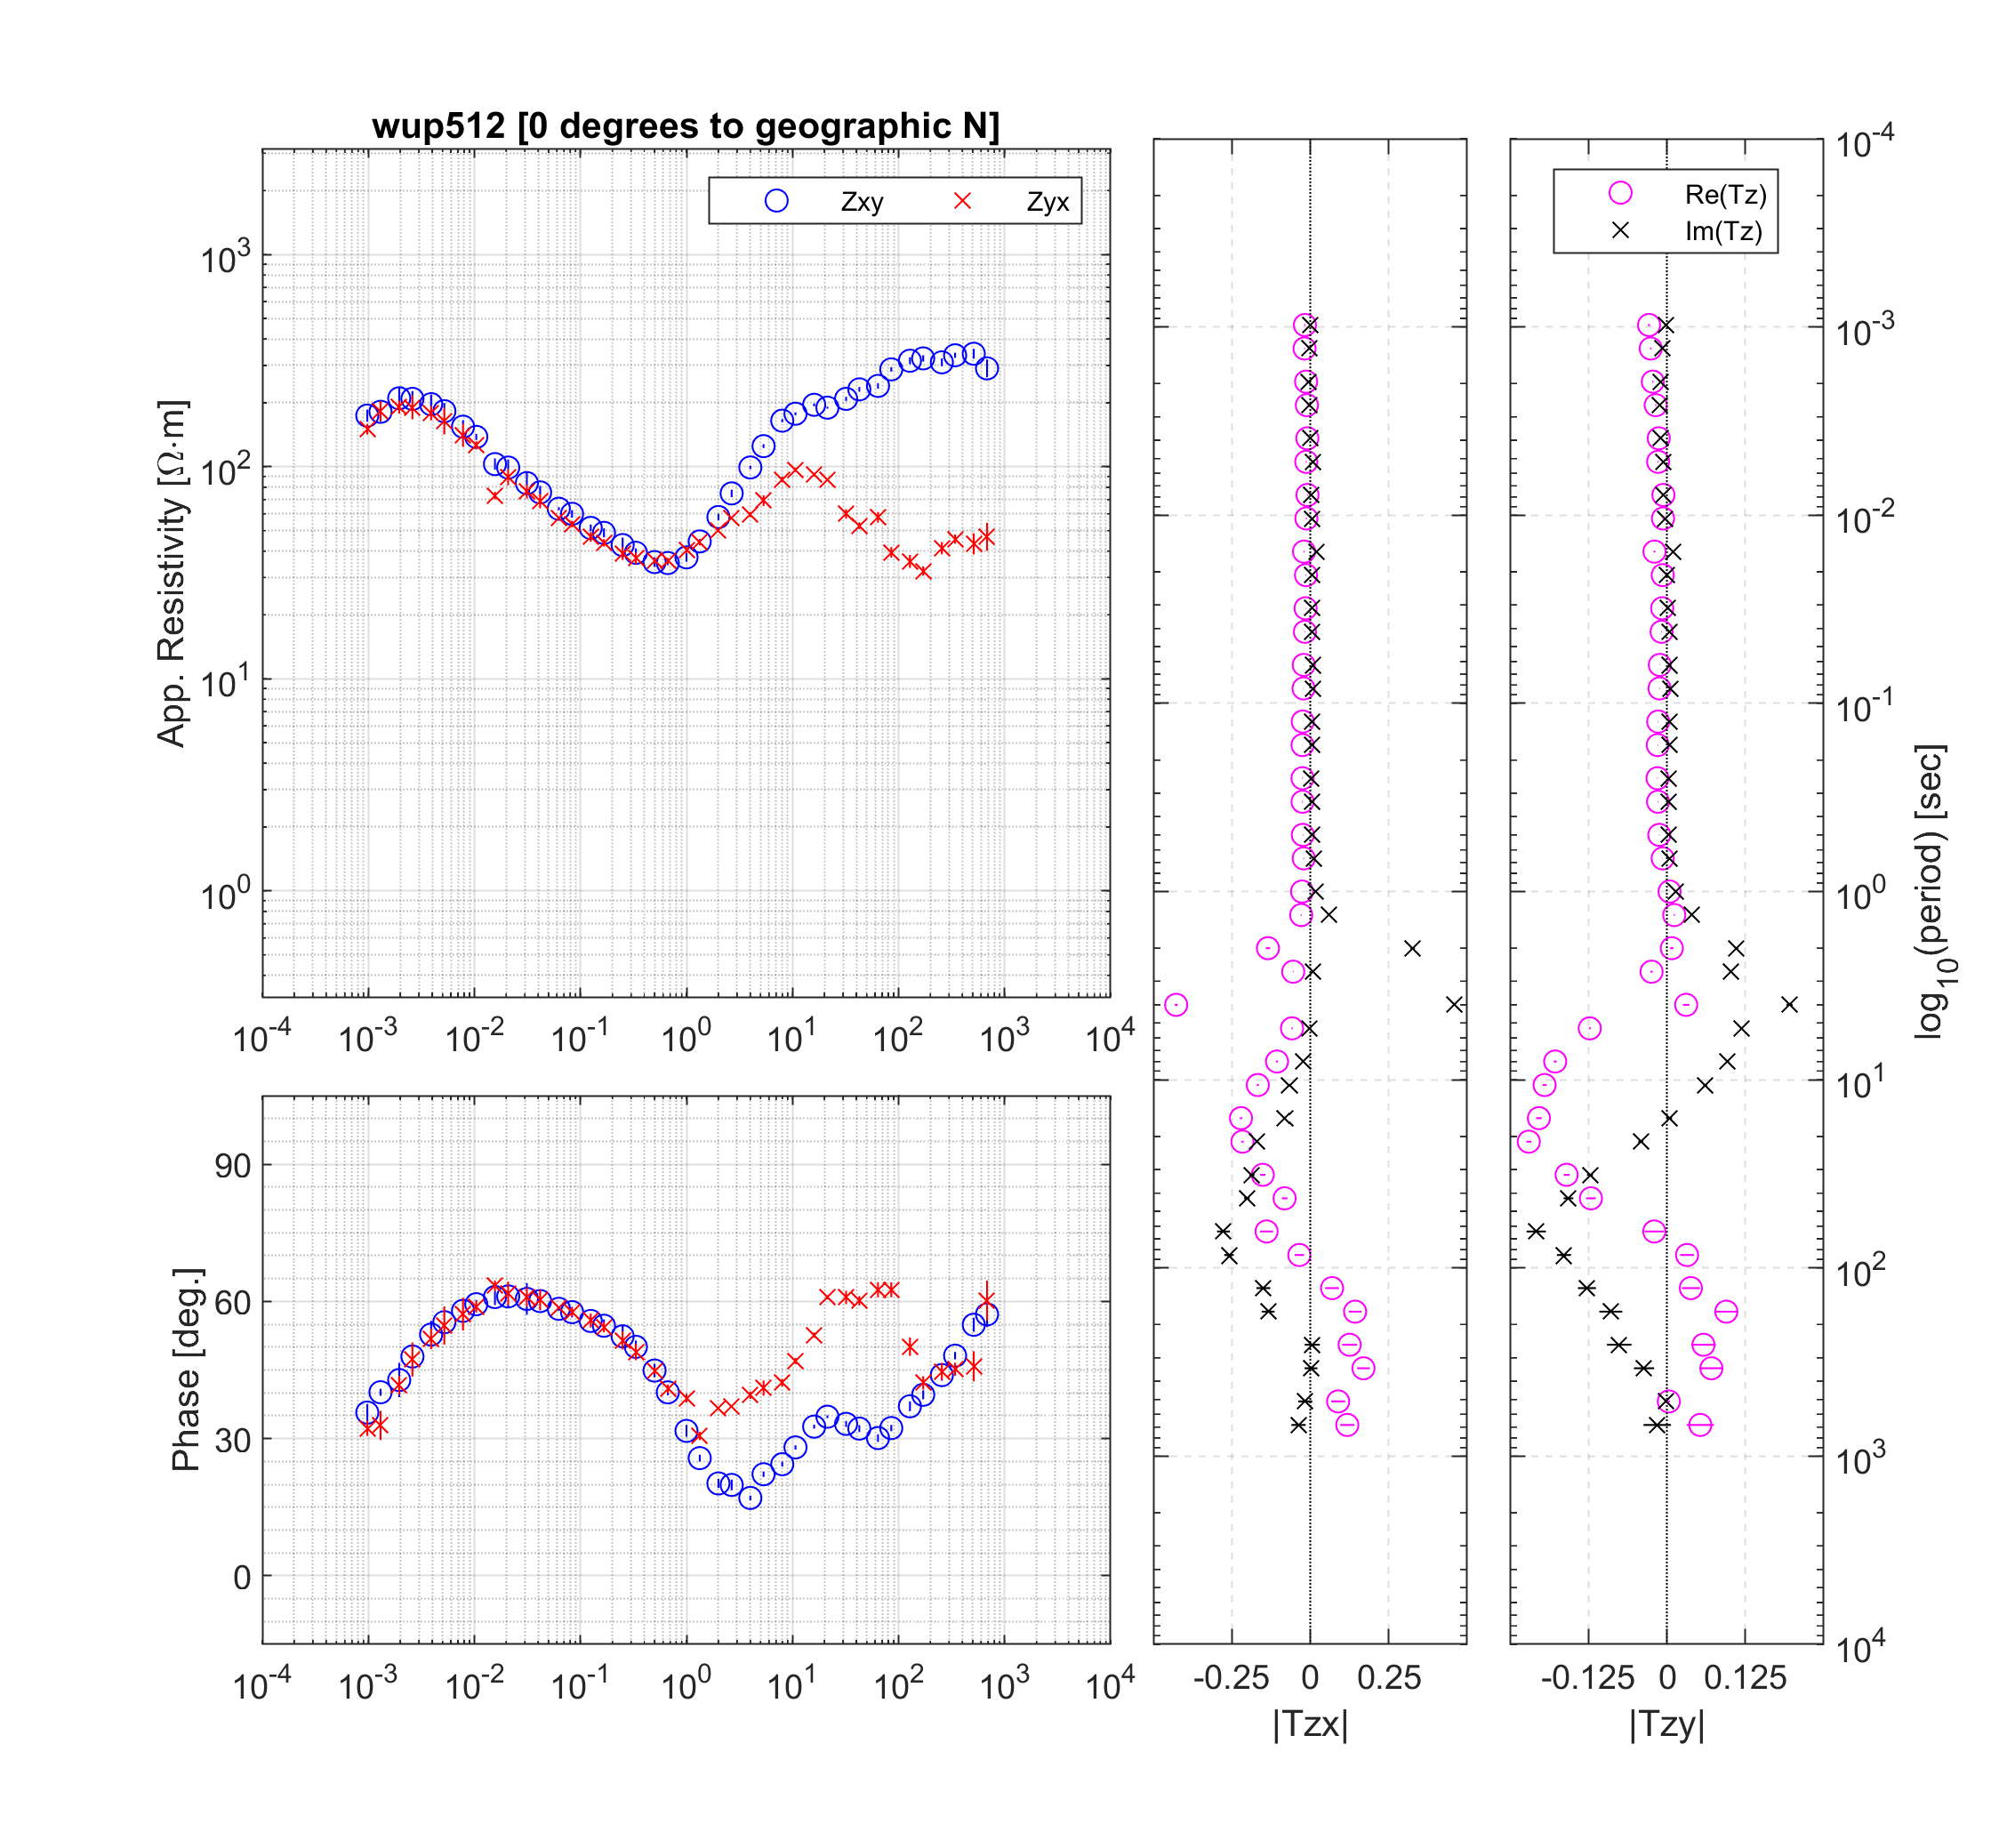 wup512 [0 degrees to geographic N]
Zxy Zyx
App. Resistivity [Ω·m]
10^3
10^2
10^1
10^0
10^-4 10^-3 10^-2 10^-1 10^0 10^1 10^2 10^3 10^4
Phase [deg.]
90
60
30
0
10^-4 10^-3 10^-2 10^-1 10^0 10^1 10^2 10^3 10^4
-0.25 0 0.25
|Tzx|
Re(Tz)
Im(Tz)
-0.125 0 0.125
|Tzy|
10^-4
10^-3
10^-2
10^-1
10^0
10^1
10^2
10^3
10^4
log10(period) [sec]